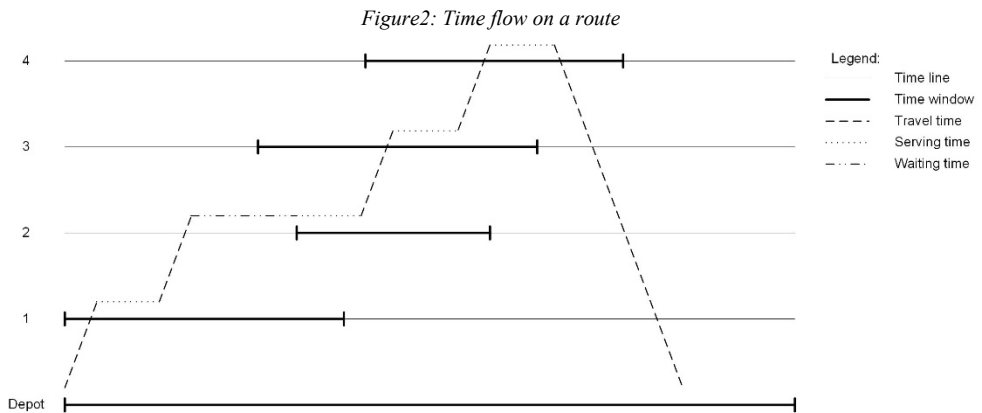 Figure2: Time flow on a route
4
3
2
1
Depot
Legend:
Time line
Time window
Travel time
Serving time
Waiting time